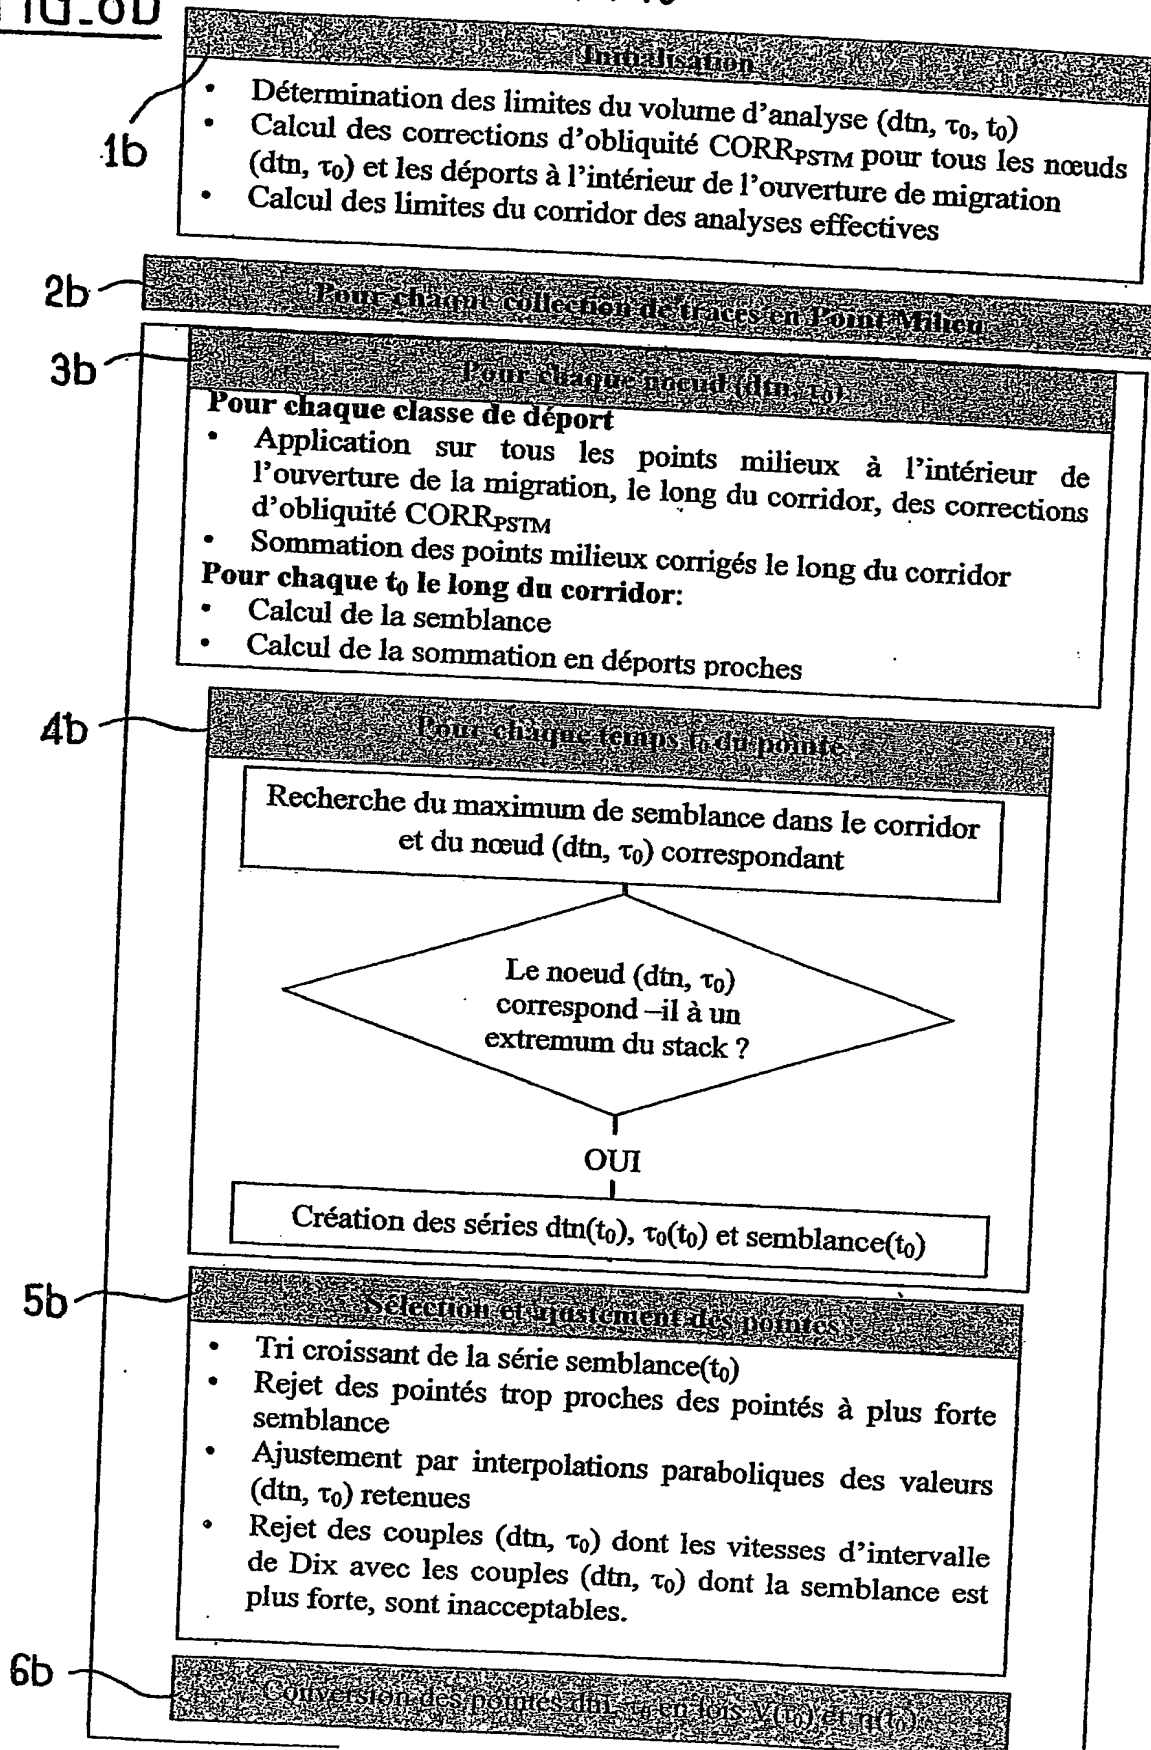 FIG_8b
1b
Initialisation
• Détermination des limites du volume d'analyse (dtn, τ₀, t₀)
• Calcul des corrections d'obliquité CORR_PSTM pour tous les nœuds
(dtn, τ₀) et les déports à l'intérieur de l'ouverture de migration
• Calcul des limites du corridor des analyses effectives
2b
Pour chaque collection de traces en Point Milieu
3b
Pour chaque noeud (dtn, τ₀)
Pour chaque classe de déport
• Application sur tous les points milieux à l'intérieur de
l'ouverture de la migration, le long du corridor, des corrections
d'obliquité CORR_PSTM
• Sommation des points milieux corrigés le long du corridor
Pour chaque t₀ le long du corridor:
• Calcul de la semblance
• Calcul de la sommation en déports proches
4b
Pour chaque temps t₀ du pointé
Recherche du maximum de semblance dans le corridor
et du nœud (dtn, τ₀) correspondant
Le noeud (dtn, τ₀)
correspond –il à un
extremum du stack ?
OUI
Création des séries dtn(t₀), τ₀(t₀) et semblance(t₀)
5b
Sélection et ajustement des pointés
• Tri croissant de la série semblance(t₀)
• Rejet des pointés trop proches des pointés à plus forte
semblance
• Ajustement par interpolations paraboliques des valeurs
(dtn, τ₀) retenues
• Rejet des couples (dtn, τ₀) dont les vitesses d'intervalle
de Dix avec les couples (dtn, τ₀) dont la semblance est
plus forte, sont inacceptables.
6b
Conversion des pointés dtn, τ₀ en lois V(t₀) et η(t₀)